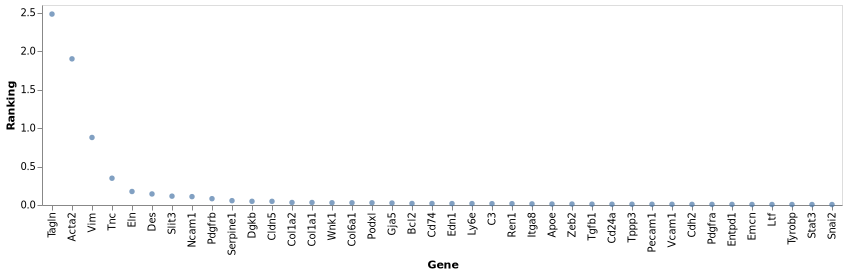 Ranking
2.5
2.0
1.5
1.0
0.5
0.0
Tagln
Acta2
Vim
Tnc
Eln
Des
Slit3
Ncam1
Pdgfrb
Serpine1
Dgkb
Cldn5
Col1a2
Col1a1
Wnk1
Col6a1
Podxl
Gja5
Bcl2
Cd74
Edn1
Ly6e
C3
Ren1
Itga8
Apoe
Zeb2
Tgfb1
Cd24a
Tppp3
Pecam1
Vcam1
Cdh2
Pdgfra
Entpd1
Emcn
Ltf
Tyrobp
Stat3
Snai2
Gene